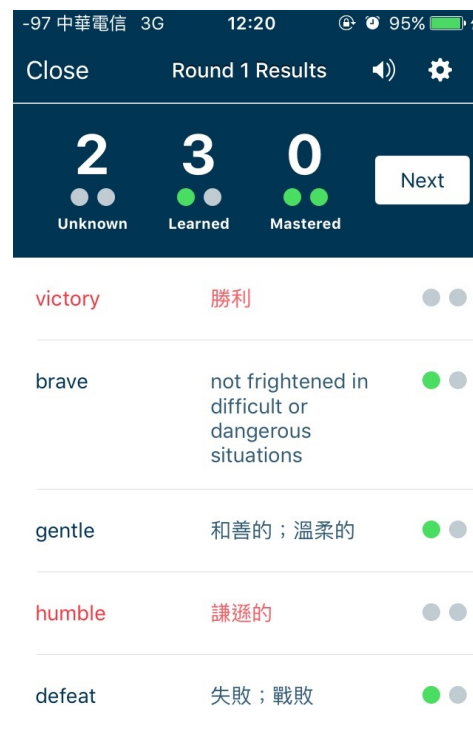 -97 中華電信 3G 12:20 95%
Close Round 1 Results
2 3 0
Next
Unknown Learned Mastered
victory 勝利
brave not frightened in
difficult or
dangerous
situations
gentle 和善的；溫柔的
humble 謙遜的
defeat 失敗；戰敗